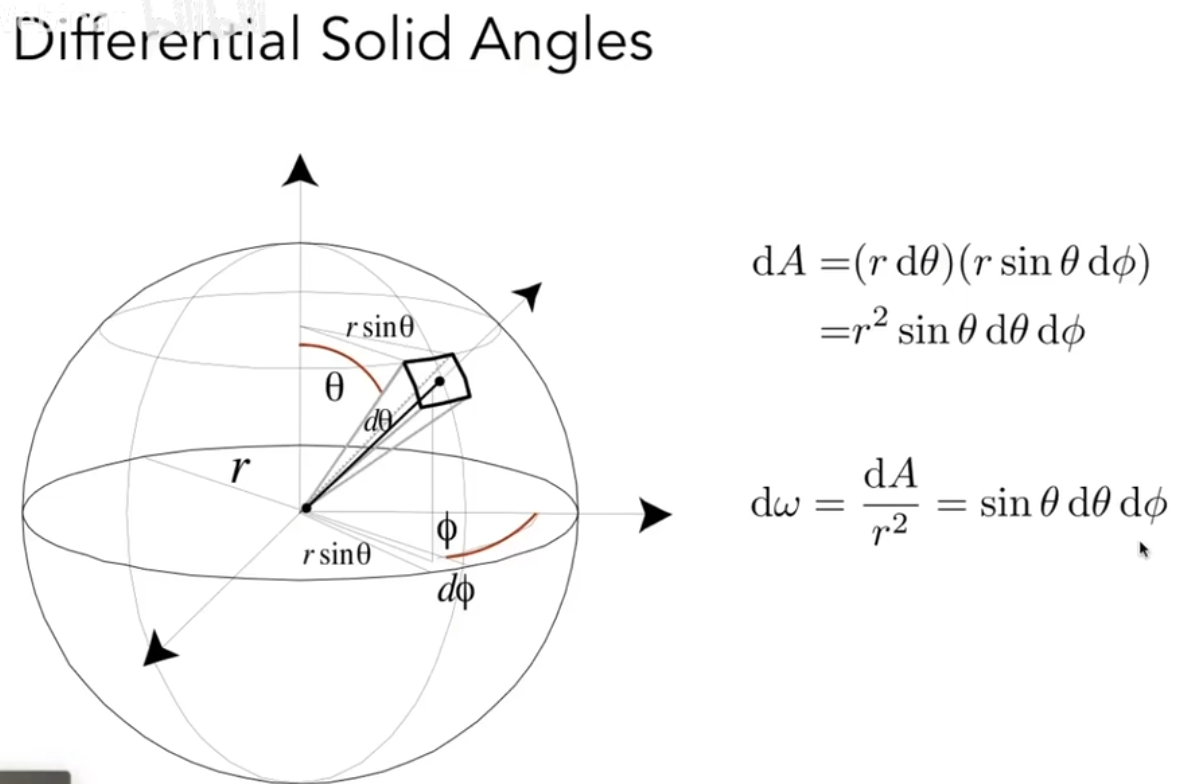 Differential Solid Angles
r sinθ
θ
dθ
r
ϕ
r sinθ
dϕ
dA =(r dθ)(r sin θ dϕ)
=r² sin θ dθ dϕ
dω = dA/r² = sin θ dθ dϕ